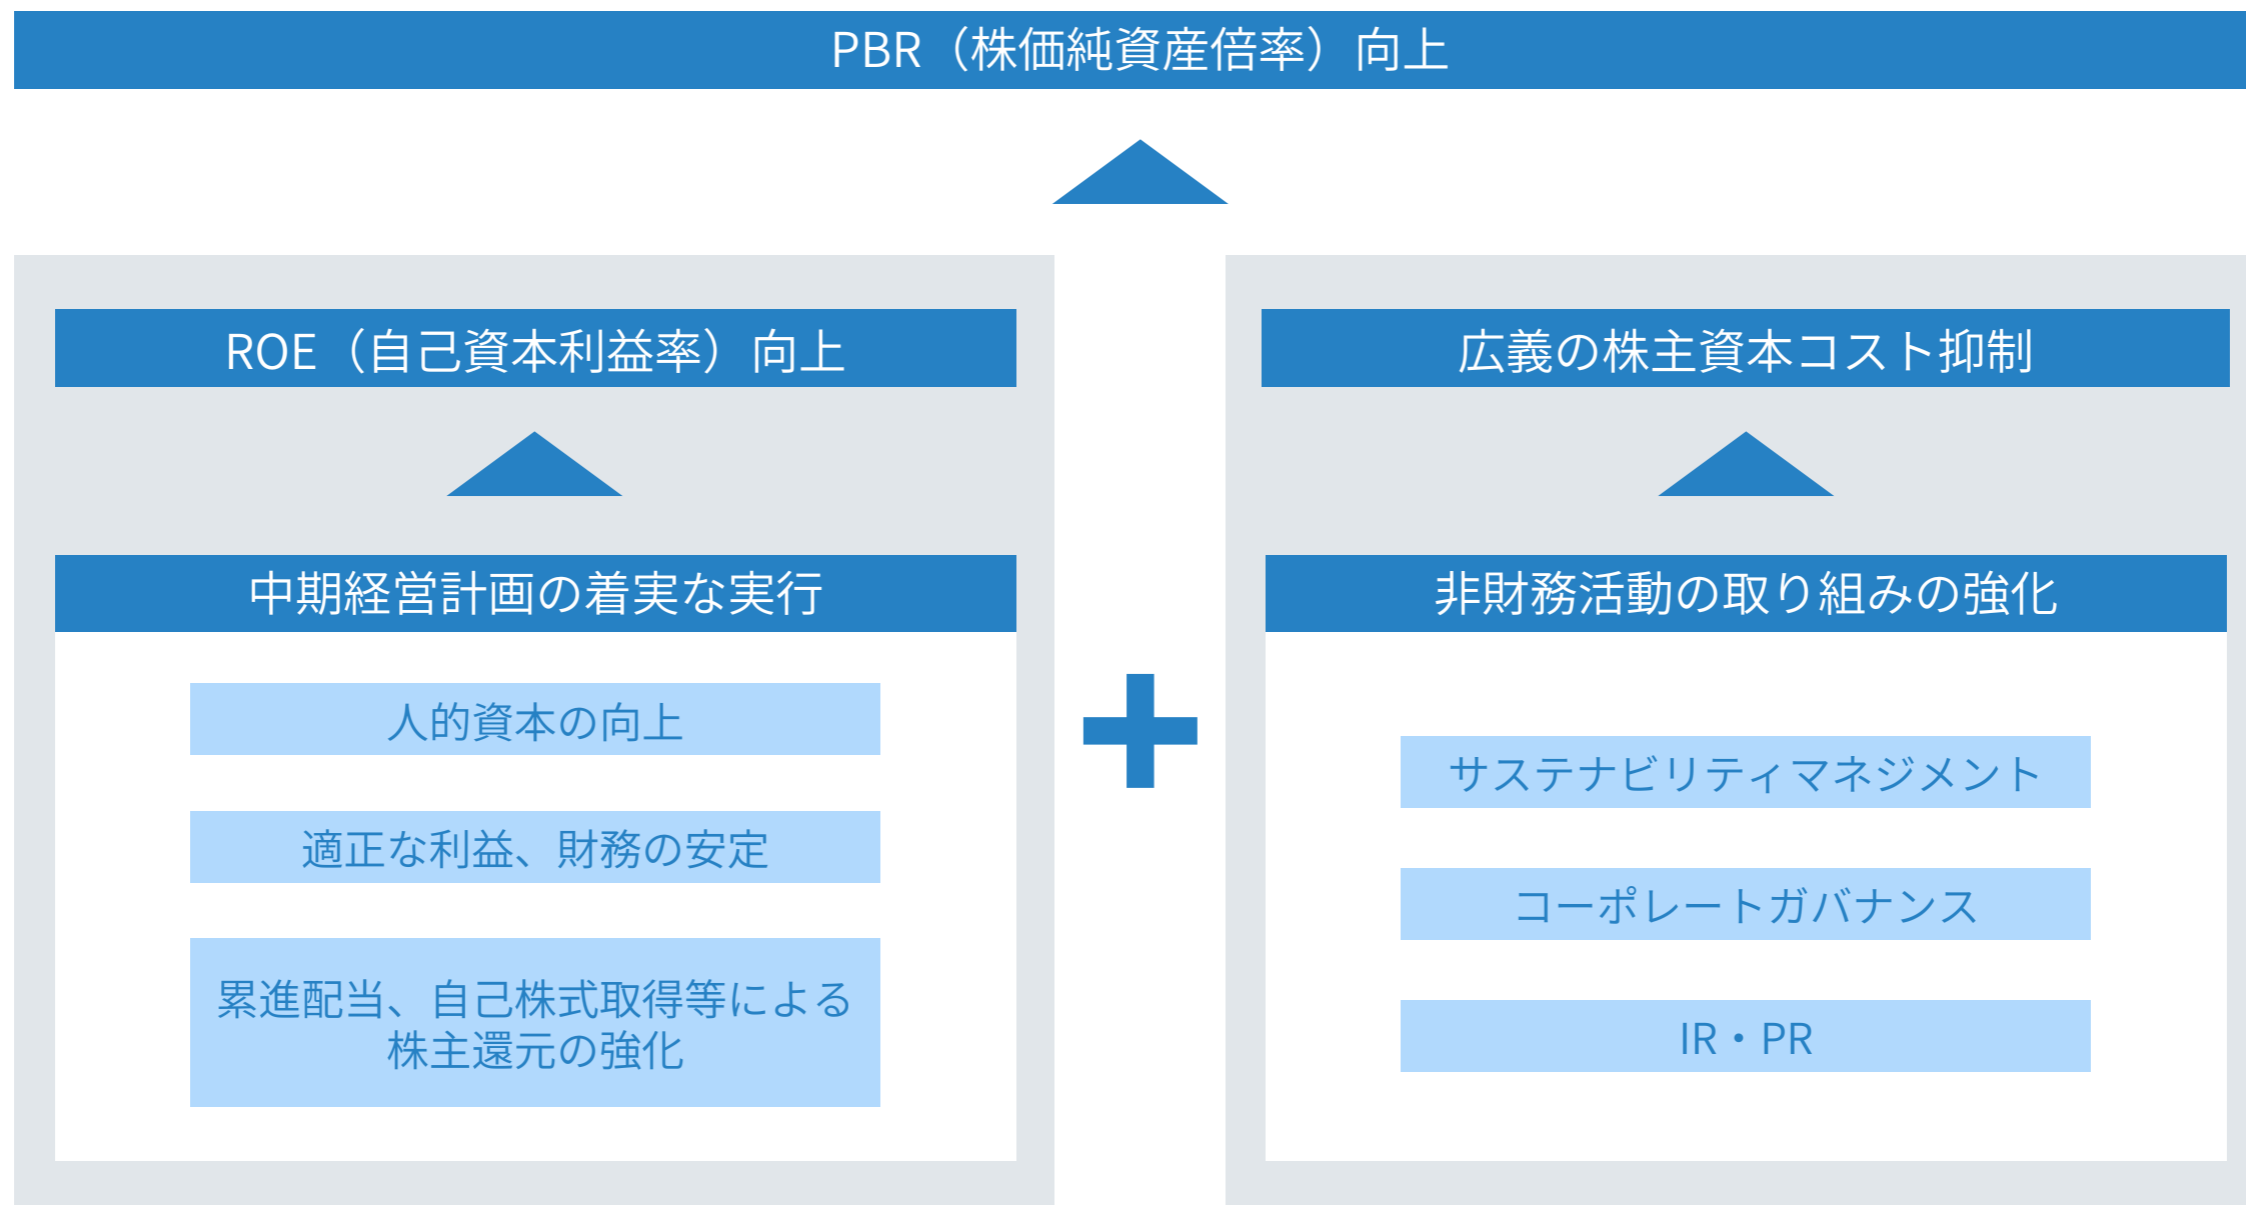 PBR（株価純資産倍率）向上
ROE（自己資本利益率）向上
中期経営計画の着実な実行
人的資本の向上
適正な利益、財務の安定
累進配当、自己株式取得等による
株主還元の強化
広義の株主資本コスト抑制
非財務活動の取り組みの強化
サステナビリティマネジメント
コーポレートガバナンス
IR・PR